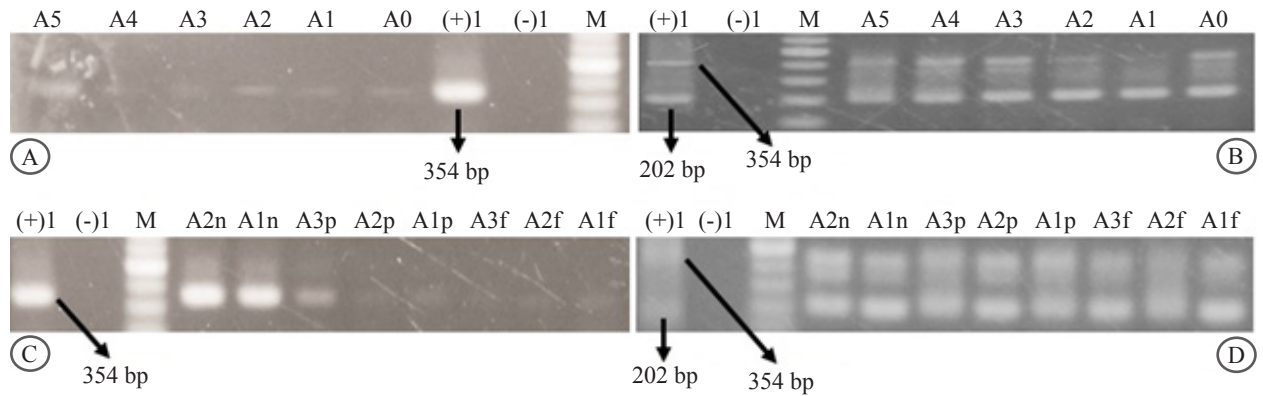 A5 A4 A3 A2 A1 A0 (+)1 (-)1 M
354 bp
A
(+)1 (-)1 M A5 A4 A3 A2 A1 A0
202 bp
354 bp
B
(+)1 (-)1 M A2n A1n A3p A2p A1p A3f A2f A1f
354 bp
C
(+)1 (-)1 M A2n A1n A3p A2p A1p A3f A2f A1f
202 bp
354 bp
D